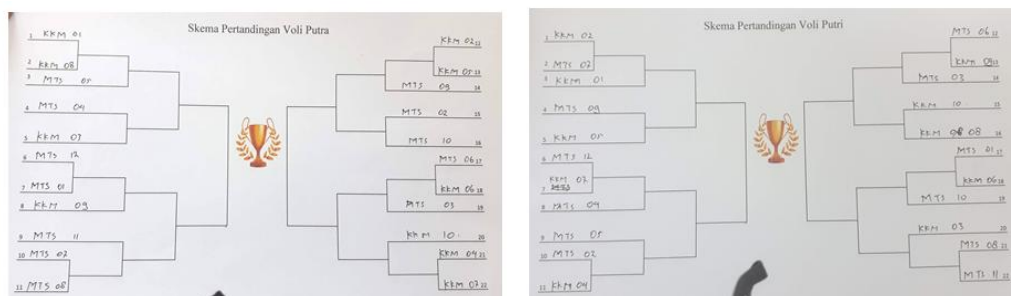 Skema Pertandingan Voli Putra
1 KKM 01
2 KKM 08
3 MTS 05
4 MTS 04
5 KKM 03
6 MTS 12
7 MTS 01
8 KKM 09
9 MTS 11
10 MTS 07
11 MTS 08
KKM 02 12
KKM 05 13
MTS 09 14
MTS 02 15
MTS 10 16
MTS 06 17
KKM 06 18
MTS 03 19
KKM 10 20
KKM 04 21
KKM 07 22
Skema Pertandingan Voli Putri
1 KKM 02
2 MTS 07
3 KKM 01
4 MTS 09
5 KKM 05
6 MTS 12
7 KKM 07
8 MTS 04
9 MTS 05
10 MTS 02
11 KKM 04
MTS 06 12
KKM 09 13
MTS 03 14
KKM 10 15
KKM 08 16
MTS 01 17
KKM 06 18
MTS 10 19
KKM 03 20
MTS 08 21
MTS 11 22